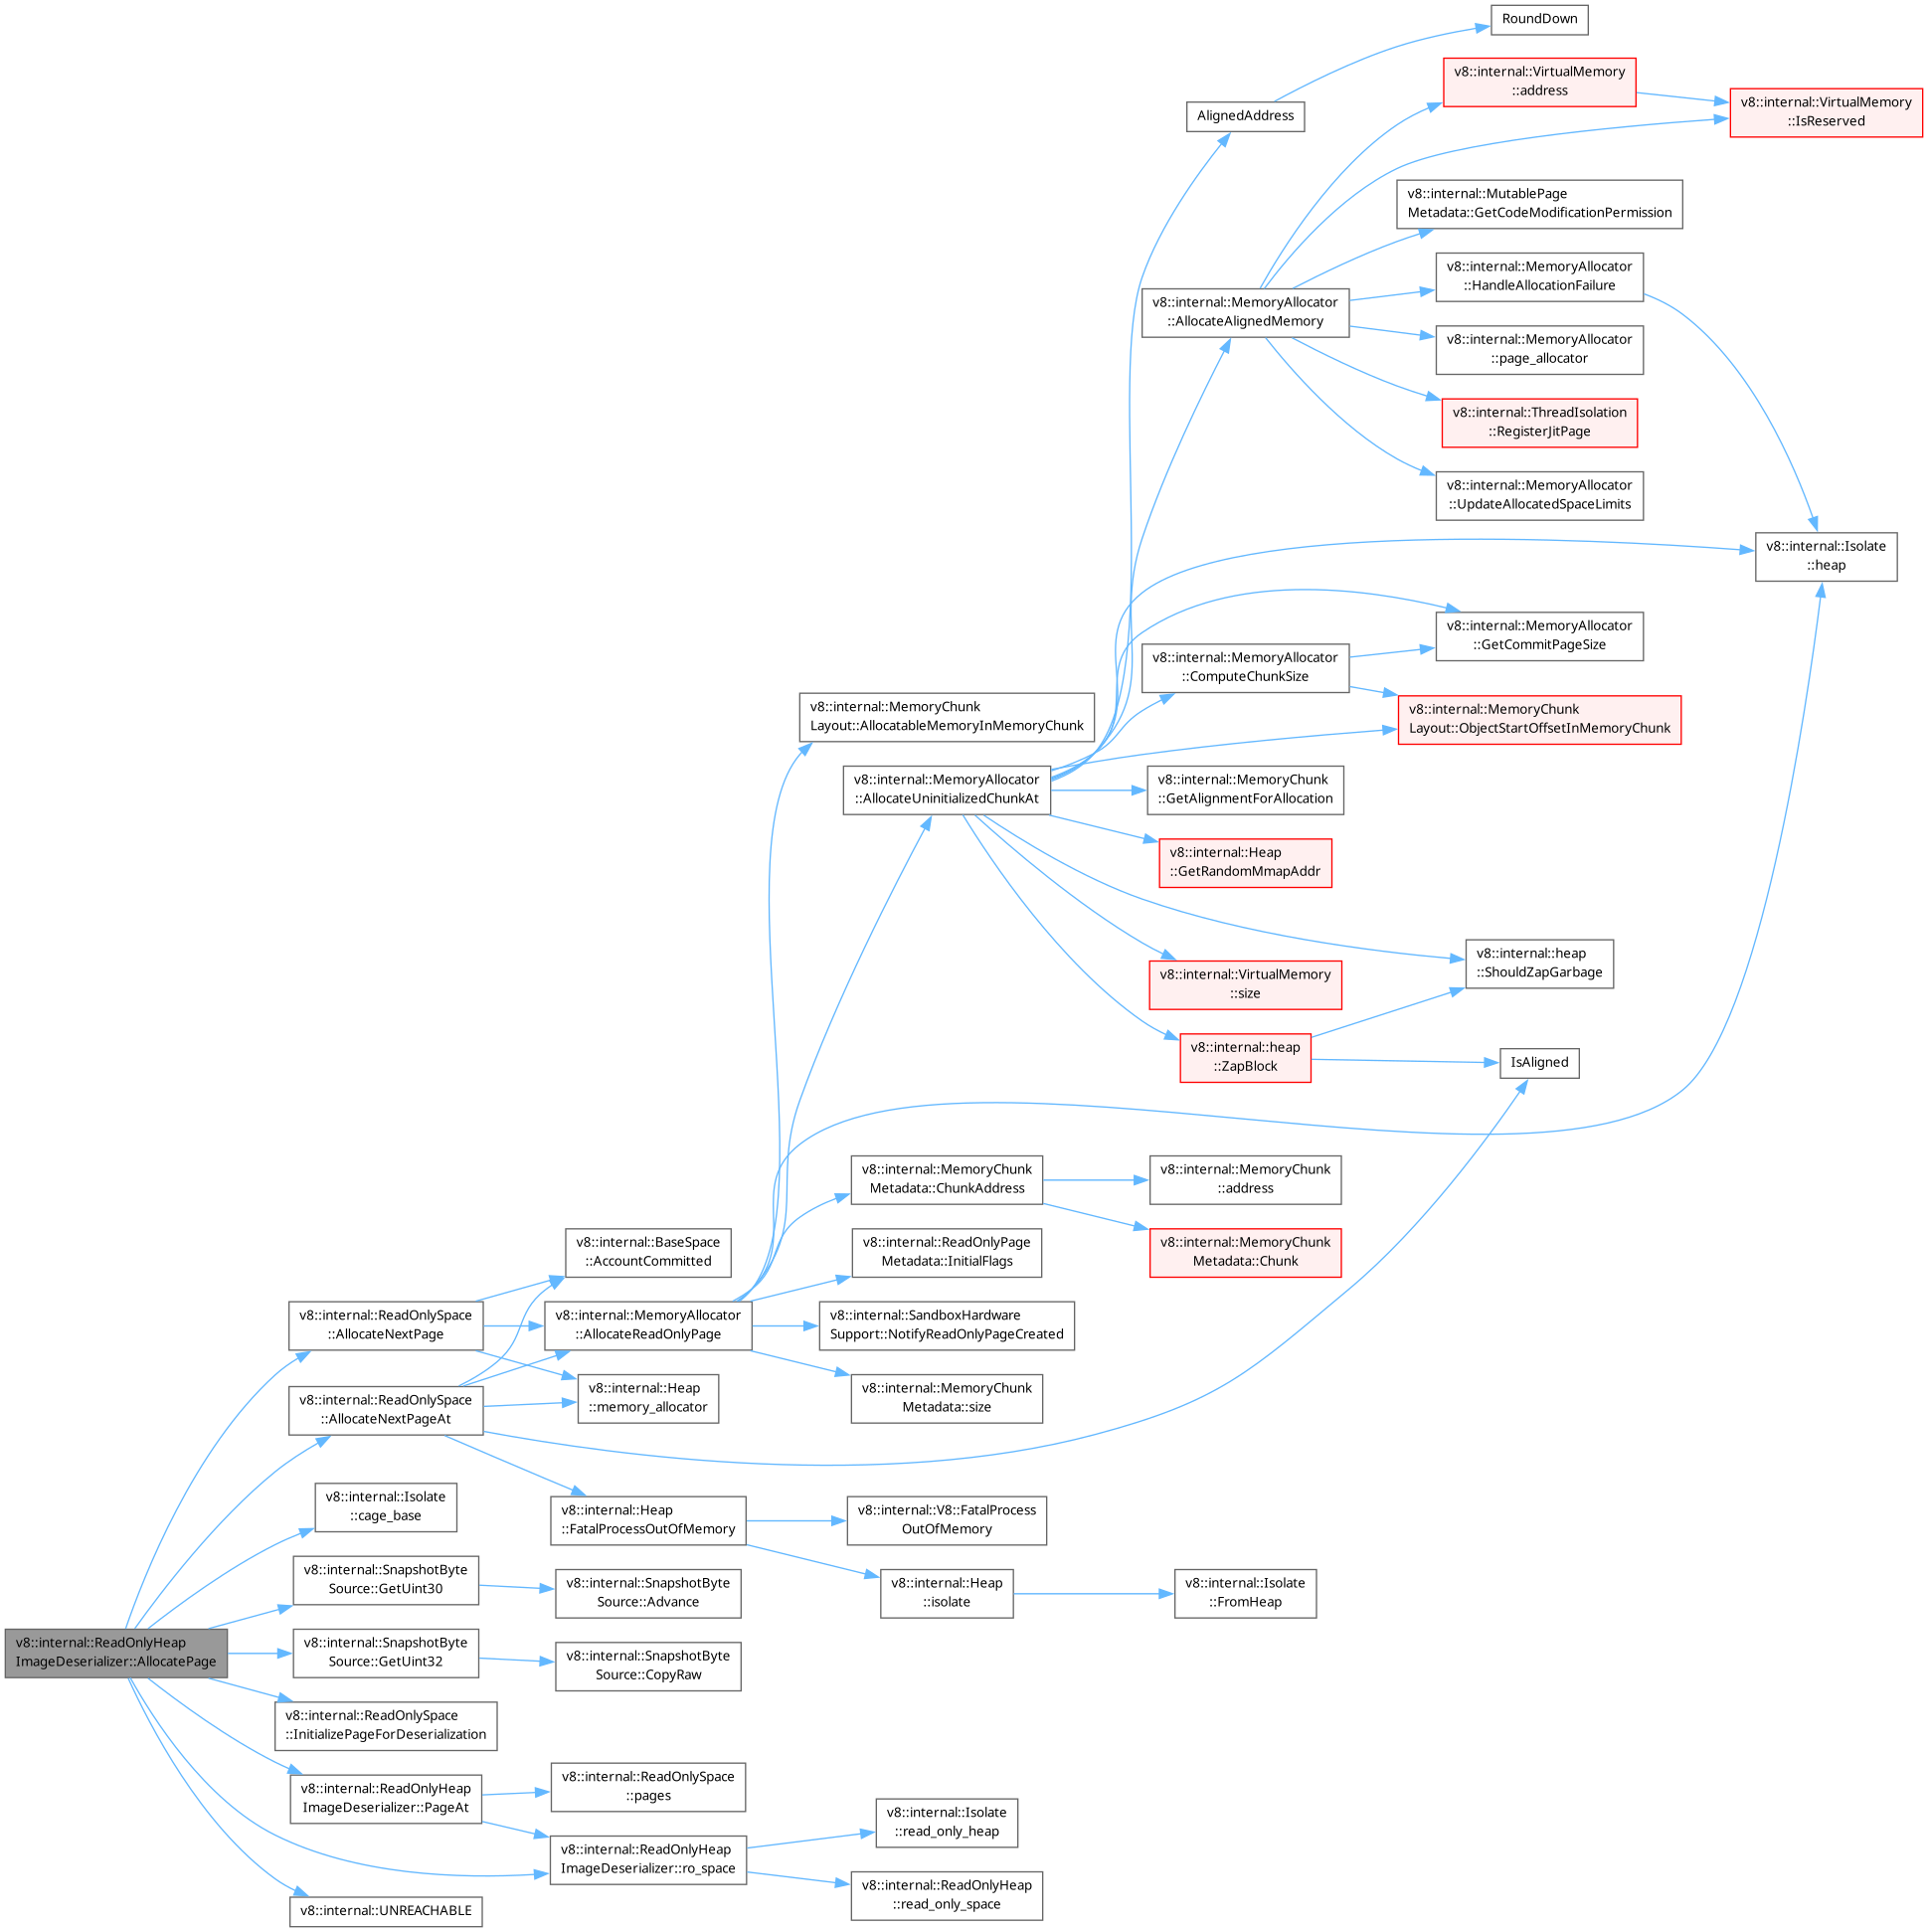 RoundDown
v8::internal::VirtualMemory
::address
v8::internal::VirtualMemory
::IsReserved
AlignedAddress
v8::internal::MutablePage
Metadata::GetCodeModificationPermission
v8::internal::MemoryAllocator
::HandleAllocationFailure
v8::internal::MemoryAllocator
::AllocateAlignedMemory
v8::internal::MemoryAllocator
::page_allocator
v8::internal::ThreadIsolation
::RegisterJitPage
v8::internal::MemoryAllocator
::UpdateAllocatedSpaceLimits
v8::internal::Isolate
::heap
v8::internal::MemoryAllocator
::GetCommitPageSize
v8::internal::MemoryAllocator
::ComputeChunkSize
v8::internal::MemoryChunk
Layout::AllocatableMemoryInMemoryChunk
v8::internal::MemoryChunk
Layout::ObjectStartOffsetInMemoryChunk
v8::internal::MemoryAllocator
::AllocateUninitializedChunkAt
v8::internal::MemoryChunk
::GetAlignmentForAllocation
v8::internal::Heap
::GetRandomMmapAddr
v8::internal::heap
::ShouldZapGarbage
v8::internal::VirtualMemory
::size
v8::internal::heap
::ZapBlock
IsAligned
v8::internal::MemoryChunk
Metadata::ChunkAddress
v8::internal::MemoryChunk
::address
v8::internal::BaseSpace
::AccountCommitted
v8::internal::ReadOnlyPage
Metadata::InitialFlags
v8::internal::MemoryChunk
Metadata::Chunk
v8::internal::ReadOnlySpace
::AllocateNextPage
v8::internal::MemoryAllocator
::AllocateReadOnlyPage
v8::internal::SandboxHardware
Support::NotifyReadOnlyPageCreated
v8::internal::ReadOnlySpace
::AllocateNextPageAt
v8::internal::Heap
::memory_allocator
v8::internal::MemoryChunk
Metadata::size
v8::internal::Isolate
::cage_base
v8::internal::Heap
::FatalProcessOutOfMemory
v8::internal::V8::FatalProcess
OutOfMemory
v8::internal::SnapshotByte
Source::GetUint30
v8::internal::SnapshotByte
Source::Advance
v8::internal::Heap
::isolate
v8::internal::Isolate
::FromHeap
v8::internal::ReadOnlyHeap
ImageDeserializer::AllocatePage
v8::internal::SnapshotByte
Source::GetUint32
v8::internal::SnapshotByte
Source::CopyRaw
v8::internal::ReadOnlySpace
::InitializePageForDeserialization
v8::internal::ReadOnlyHeap
ImageDeserializer::PageAt
v8::internal::ReadOnlySpace
::pages
v8::internal::ReadOnlyHeap
ImageDeserializer::ro_space
v8::internal::Isolate
::read_only_heap
v8::internal::ReadOnlyHeap
::read_only_space
v8::internal::UNREACHABLE